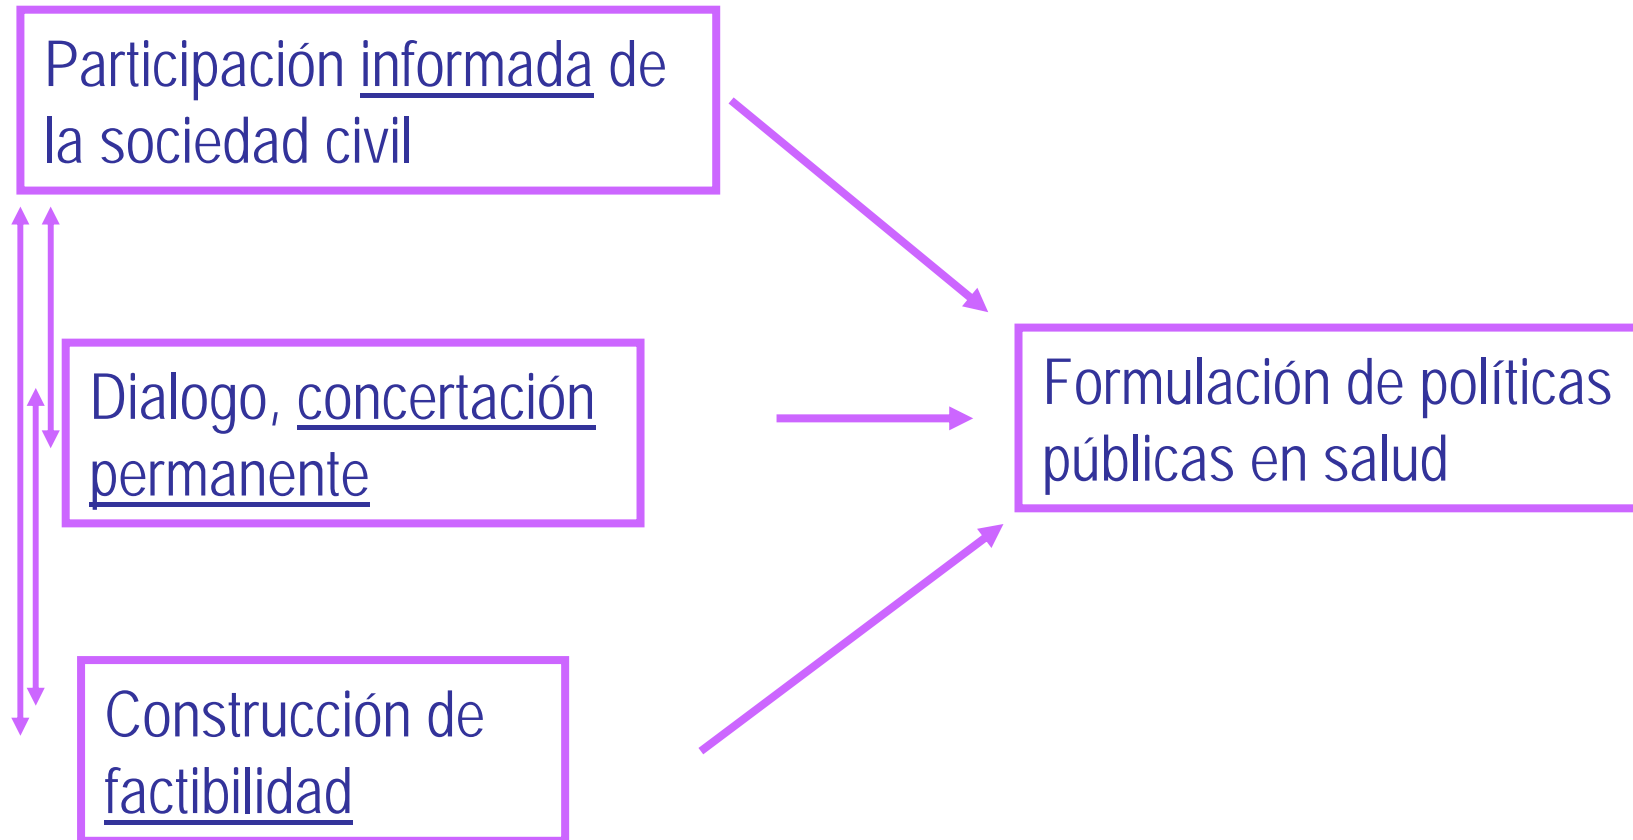 Participación informada de
la sociedad civil
Dialogo, concertación
permanente
Formulación de políticas
públicas en salud
Construcción de
factibilidad